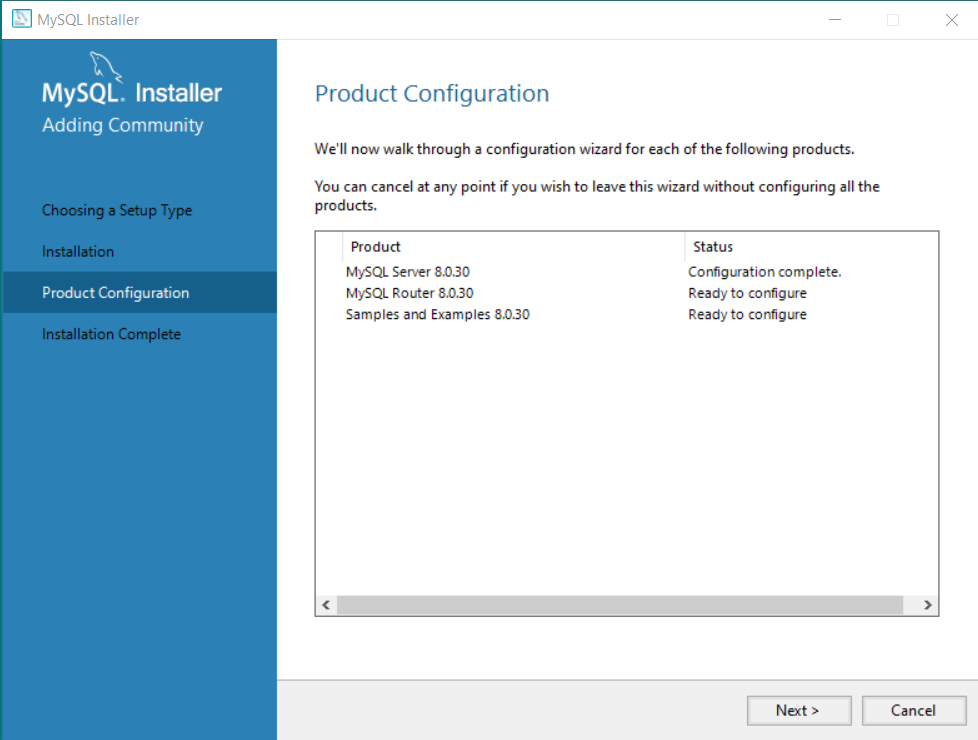 MySQL Installer
MySQL. Installer
Adding Community
Choosing a Setup Type
Installation
Product Configuration
Installation Complete
Product Configuration
We'll now walk through a configuration wizard for each of the following products.
You can cancel at any point if you wish to leave this wizard without configuring all the
products.
Product Status
MySQL Server 8.0.30 Configuration complete.
MySQL Router 8.0.30 Ready to configure
Samples and Examples 8.0.30 Ready to configure
Next > Cancel